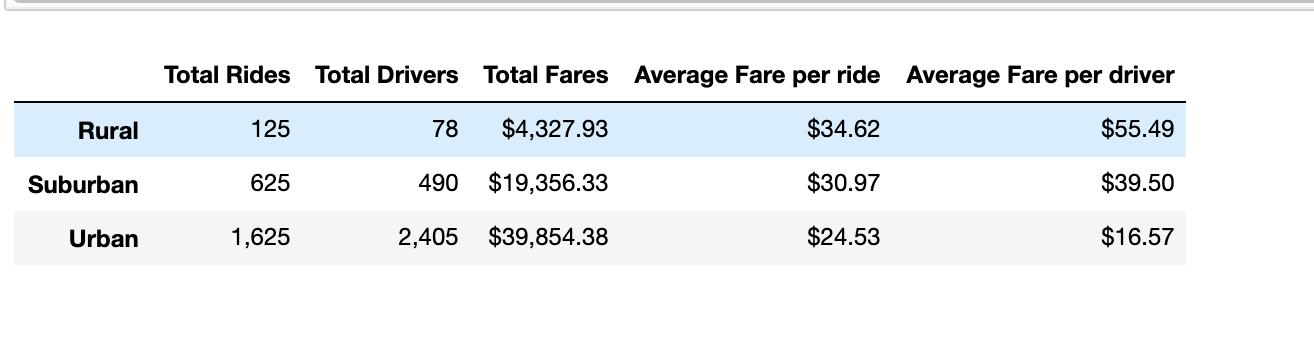 Total Rides Total Drivers Total Fares Average Fare per ride Average Fare per driver
Rural 125 78 $4,327.93 $34.62 $55.49
Suburban 625 490 $19,356.33 $30.97 $39.50
Urban 1,625 2,405 $39,854.38 $24.53 $16.57